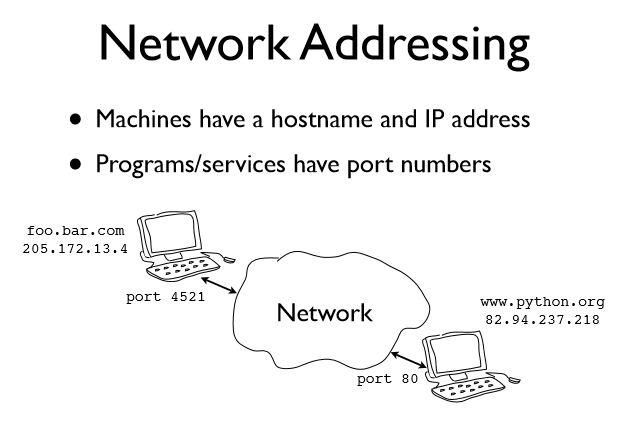 Network Addressing
• Machines have a hostname and IP address
• Programs/services have port numbers
foo.bar.com
205.172.13.4
port 4521
Network
www.python.org
82.94.237.218
port 80